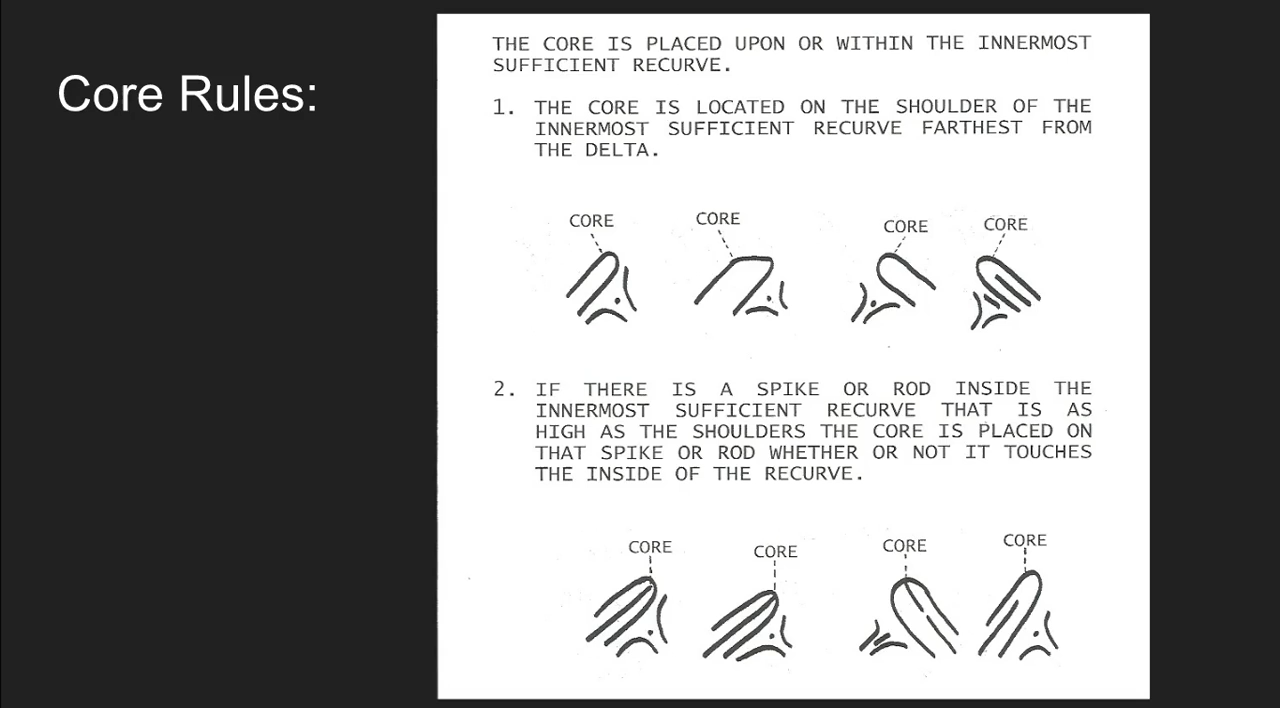 Core Rules:
THE CORE IS PLACED UPON OR WITHIN THE INNERMOST
SUFFICIENT RECURVE.
1. THE CORE IS LOCATED ON THE SHOULDER OF THE
INNERMOST SUFFICIENT RECURVE FARTHEST FROM
THE DELTA.
CORE CORE CORE CORE
2. IF THERE IS A SPIKE OR ROD INSIDE THE
INNERMOST SUFFICIENT RECURVE THAT IS AS
HIGH AS THE SHOULDERS THE CORE IS PLACED ON
THAT SPIKE OR ROD WHETHER OR NOT IT TOUCHES
THE INSIDE OF THE RECURVE.
CORE CORE CORE CORE